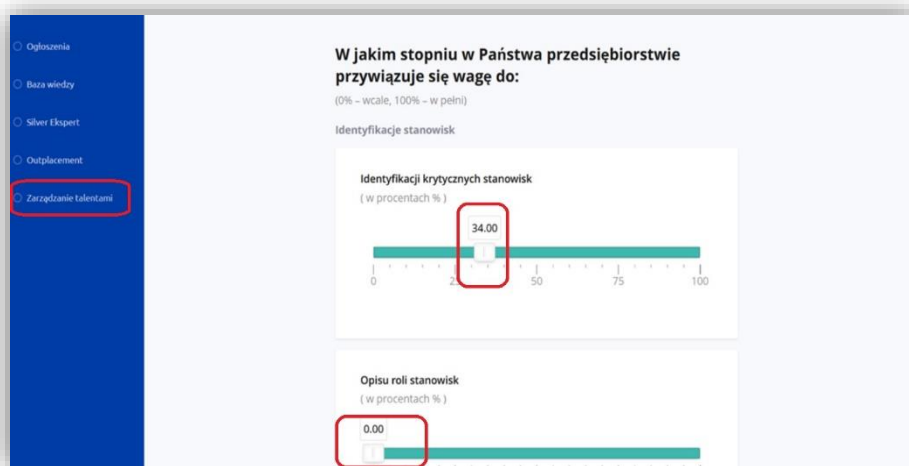 Ogłoszenia
Baza wiedzy
Silver Ekspert
Outplacement
Zarządzanie talentami
W jakim stopniu w Państwa przedsiębiorstwie
przywiązuje się wagę do:
(0% – wcale, 100% – w pełni)
Identyfikacje stanowisk
Identyfikacji krytycznych stanowisk
( w procentach % )
34.00
0 25 50 75 100
Opisu roli stanowisk
( w procentach % )
0.00